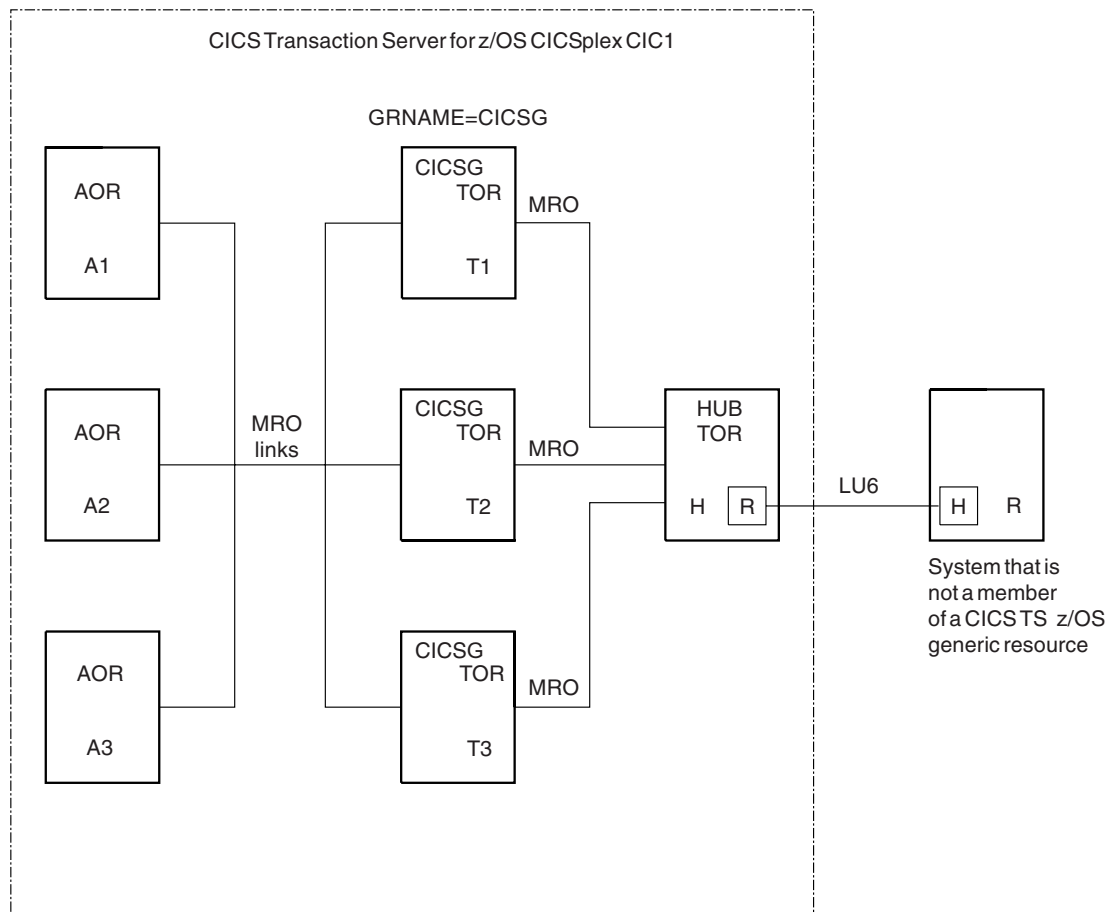 CICS Transaction Server for z/OS CICSplex CIC1
GRNAME=CICSG
AOR
A1
CICSG
TOR
T1
MRO
AOR
A2
MRO
links
CICSG
TOR
T2
MRO
HUB
TOR
H
R
LU6
H
R
System that is
not a member
of a CICS TS z/OS
generic resource
AOR
A3
CICSG
TOR
T3
MRO